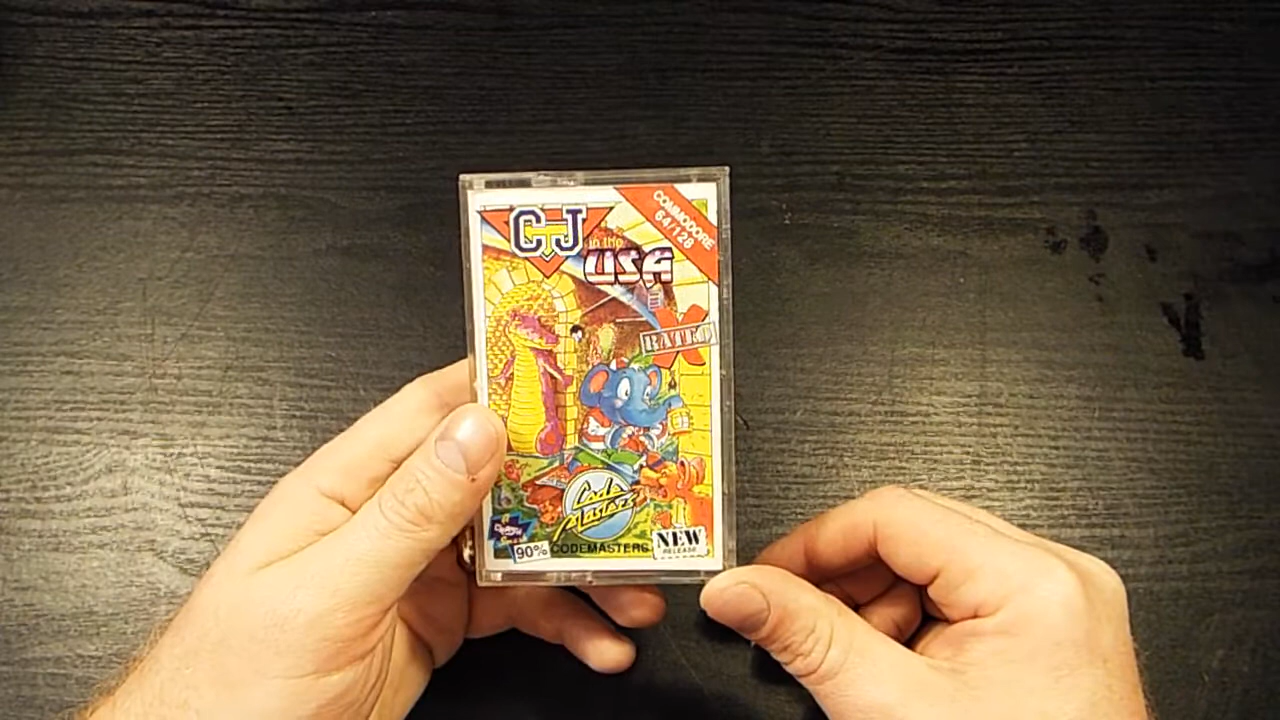 COMMODORE
64/128
CJ
in the
USA
X
RATED
Code
Masters
90% CODEMASTERS
NEW
RELEASE